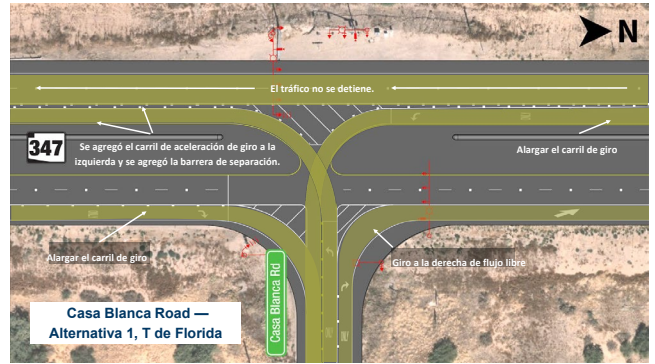 N
El tráfico no se detiene.
347
Se agregó el carril de aceleración de giro a la
izquierda y se agregó la barrera de separación.
Alargar el carril de giro
Alargar el carril de giro
Giro a la derecha de flujo libre
Casa Blanca Rd
Casa Blanca Road —
Alternativa 1, T de Florida